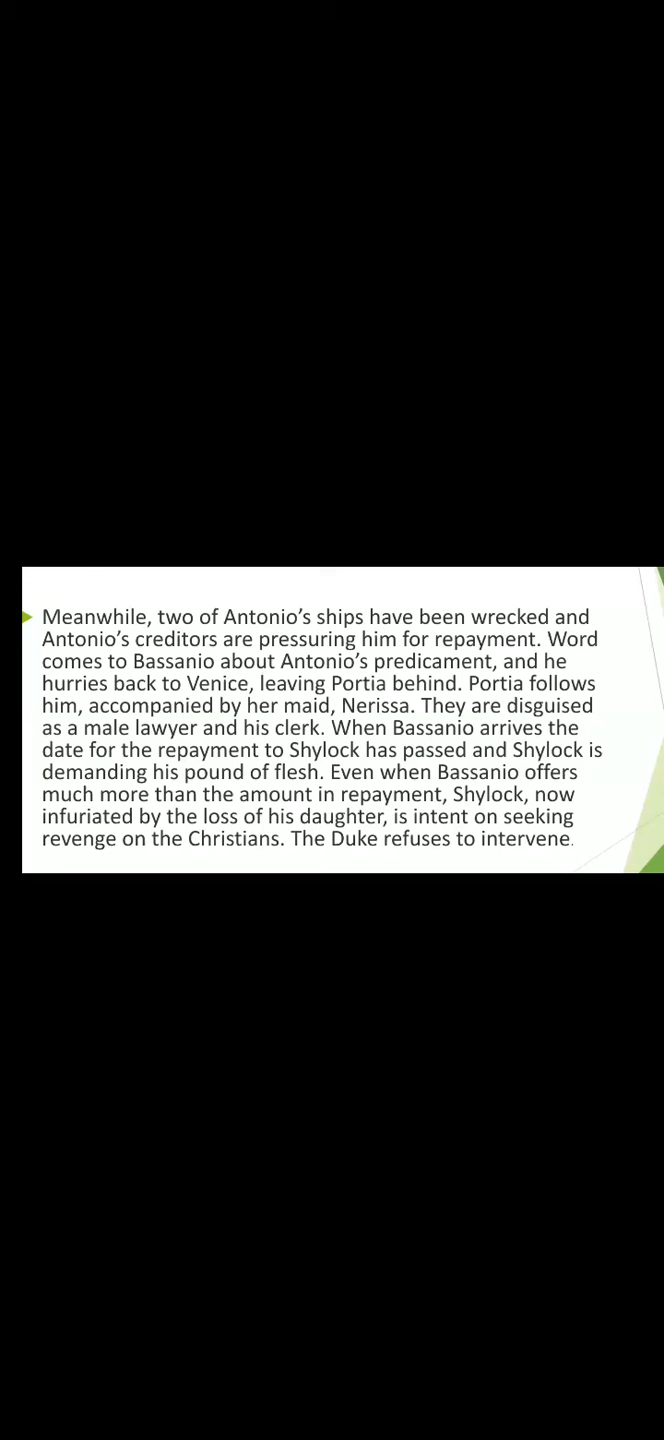 Meanwhile, two of Antonio's ships have been wrecked and
Antonio's creditors are pressuring him for repayment. Word
comes to Bassanio about Antonio's predicament, and he
hurries back to Venice, leaving Portia behind. Portia follows
him, accompanied by her maid, Nerissa. They are disguised
as a male lawyer and his clerk. When Bassanio arrives the
date for the repayment to Shylock has passed and Shylock is
demanding his pound of flesh. Even when Bassanio offers
much more than the amount in repayment, Shylock, now
infuriated by the loss of his daughter, is intent on seeking
revenge on the Christians. The Duke refuses to intervene.